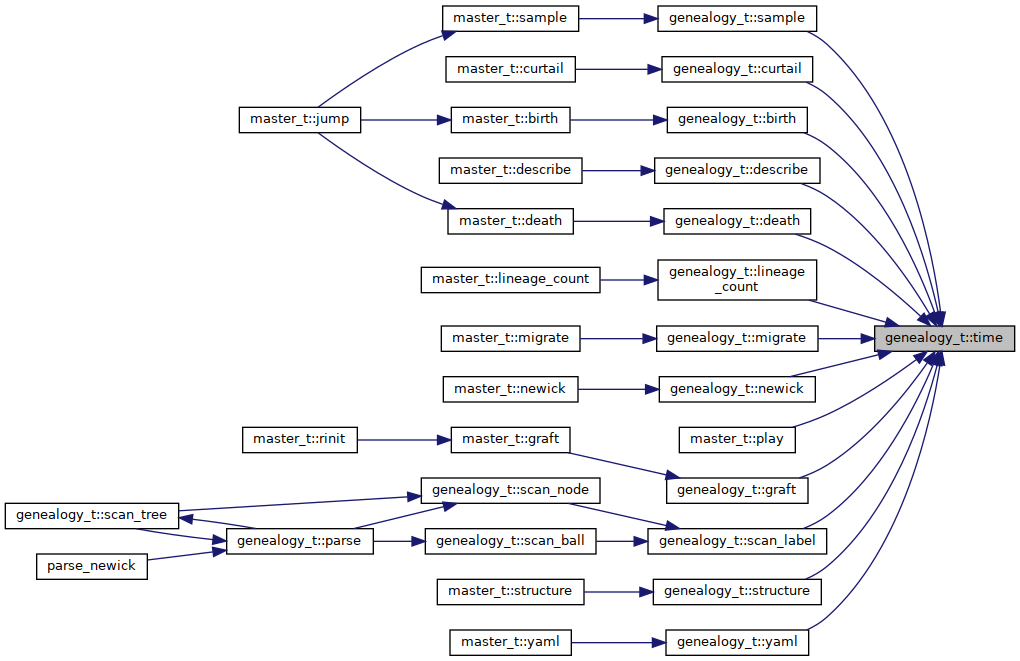 master_t::sample
genealogy_t::sample
master_t::curtail
genealogy_t::curtail
master_t::jump
master_t::birth
genealogy_t::birth
master_t::describe
genealogy_t::describe
master_t::death
genealogy_t::death
master_t::lineage_count
genealogy_t::lineage
_count
genealogy_t::time
master_t::migrate
genealogy_t::migrate
master_t::newick
genealogy_t::newick
master_t::play
master_t::rinit
master_t::graft
genealogy_t::graft
genealogy_t::scan_node
genealogy_t::scan_tree
genealogy_t::parse
genealogy_t::scan_ball
genealogy_t::scan_label
parse_newick
master_t::structure
genealogy_t::structure
master_t::yaml
genealogy_t::yaml